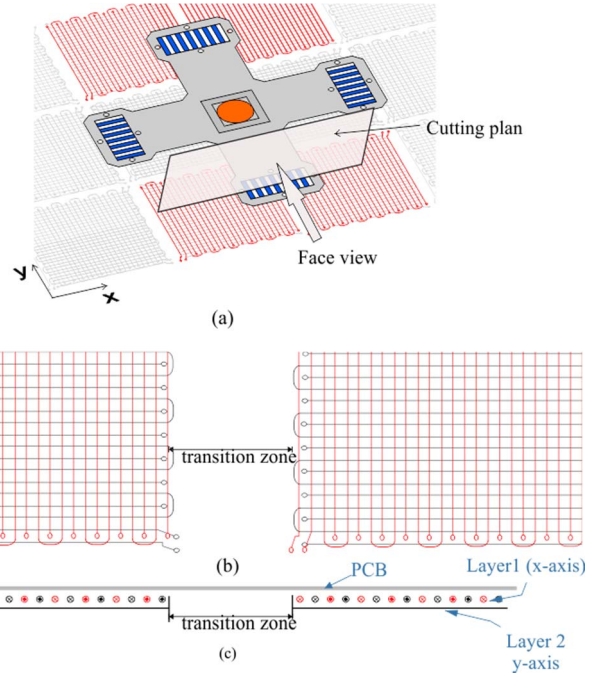 Cutting plan
Face view
y
x
(a)
transition zone
(b)
PCB
Layer1 (x-axis)
transition zone
Layer 2
y-axis
(c)